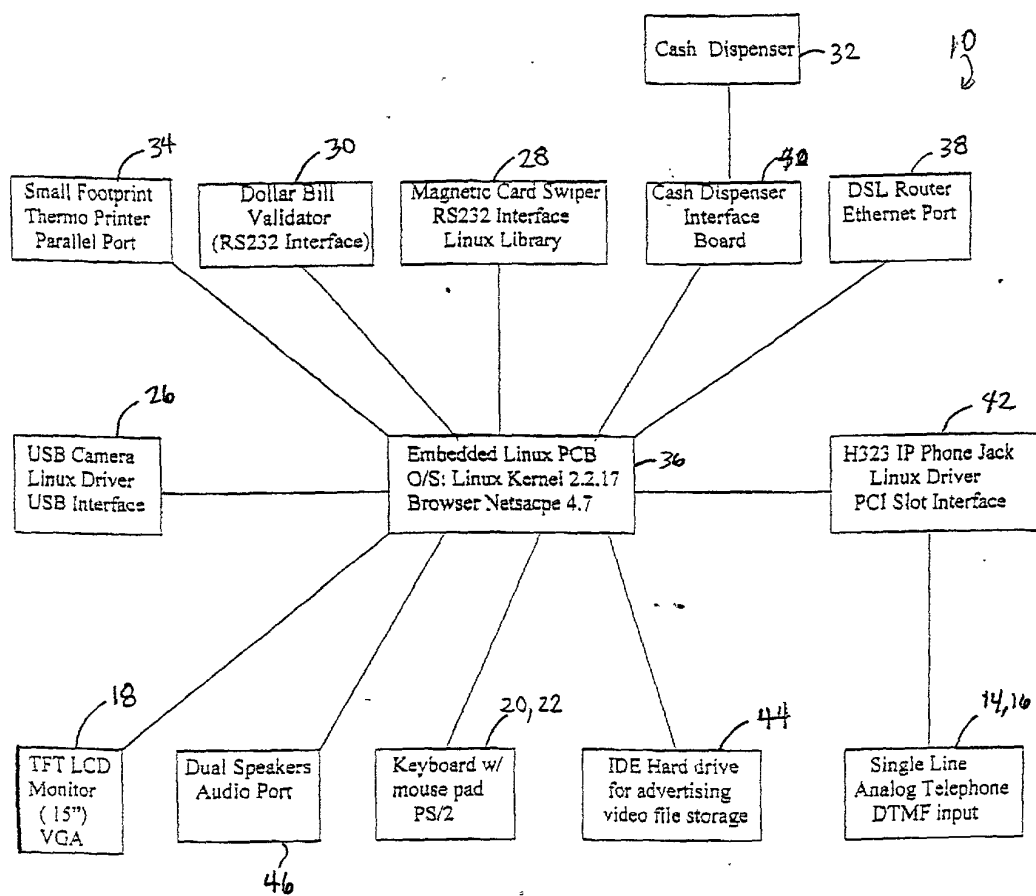 Cash Dispenser
32
10
34
30
28
38
Small Footprint
Thermo Printer
Parallel Port
Dollar Bill
Validator
(RS232 Interface)
Magnetic Card Swiper
RS232 Interface
Linux Library
Cash Dispenser
Interface
Board
DSL Router
Ethernet Port
26
USB Camera
Linux Driver
USB Interface
Embedded Linux PCB
O/S: Linux Kernel 2.2.17
Browser Netsacpe 4.7
36
42
H323 IP Phone Jack
Linux Driver
PCI Slot Interface
18
TFT LCD
Monitor
( 15")
VGA
Dual Speakers
Audio Port
46
20, 22
Keyboard w/
mouse pad
PS/2
44
IDE Hard drive
for advertising
video file storage
14, 16
Single Line
Analog Telephone
DTMF input